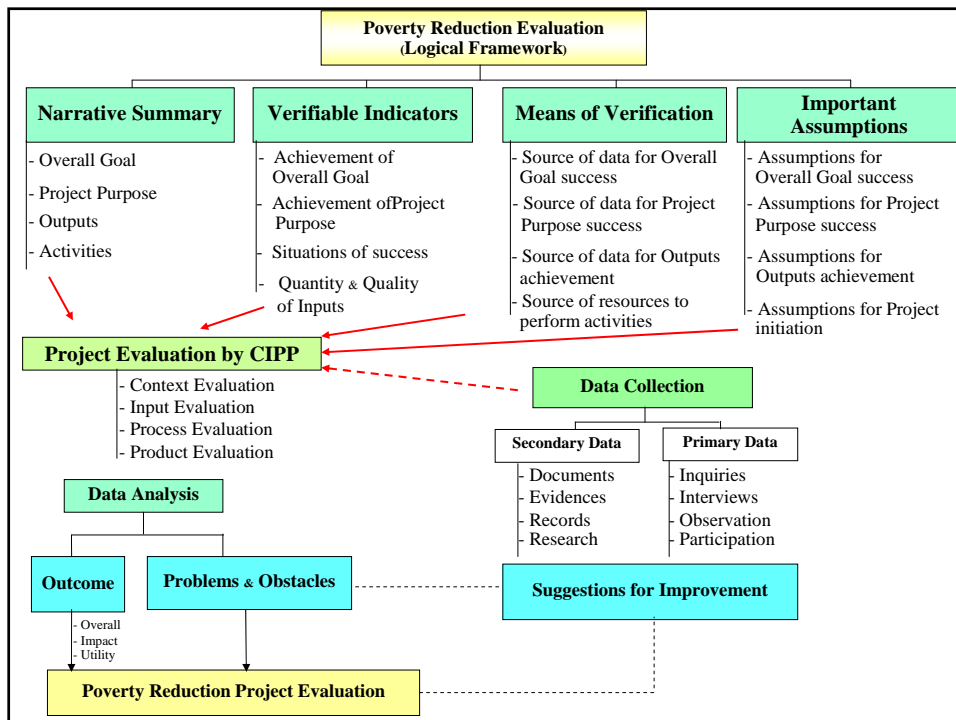 Poverty Reduction Evaluation
(Logical Framework)
Narrative Summary
- Overall Goal
- Project Purpose
- Outputs
- Activities
Verifiable Indicators
- Achievement of
Overall Goal
- Achievement ofProject
Purpose
- Situations of success
- Quantity & Quality
of Inputs
Means of Verification
- Source of data for Overall
Goal success
- Source of data for Project
Purpose success
- Source of data for Outputs
achievement
- Source of resources to
perform activities
Important
Assumptions
- Assumptions for
Overall Goal success
- Assumptions for Project
Purpose success
- Assumptions for
Outputs achievement
- Assumptions for Project
initiation
Project Evaluation by CIPP
- Context Evaluation
- Input Evaluation
- Process Evaluation
- Product Evaluation
Data Collection
Secondary Data
- Documents
- Evidences
- Records
- Research
Primary Data
- Inquiries
- Interviews
- Observation
- Participation
Data Analysis
Outcome
- Overall
- Impact
- Utility
Problems & Obstacles
Suggestions for Improvement
Poverty Reduction Project Evaluation